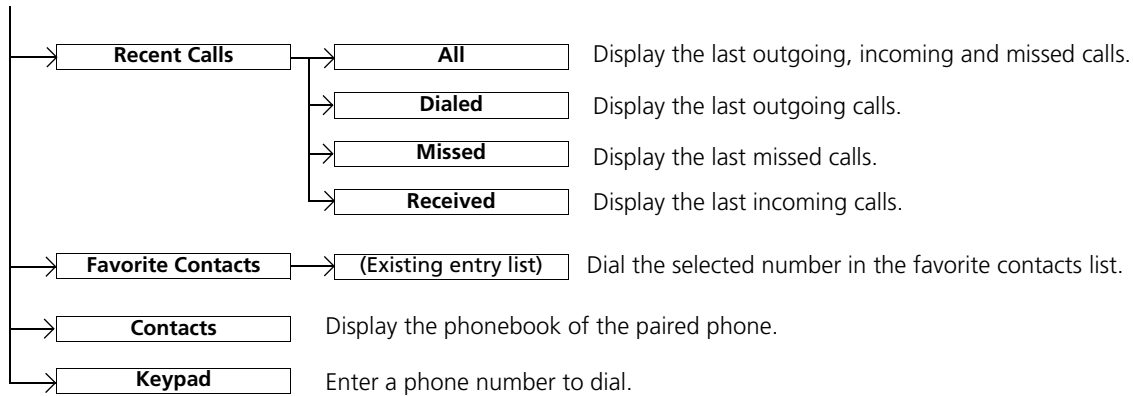 Recent Calls All Display the last outgoing, incoming and missed calls.
Dialed Display the last outgoing calls.
Missed Display the last missed calls.
Received Display the last incoming calls.
Favorite Contacts (Existing entry list) Dial the selected number in the favorite contacts list.
Contacts Display the phonebook of the paired phone.
Keypad Enter a phone number to dial.